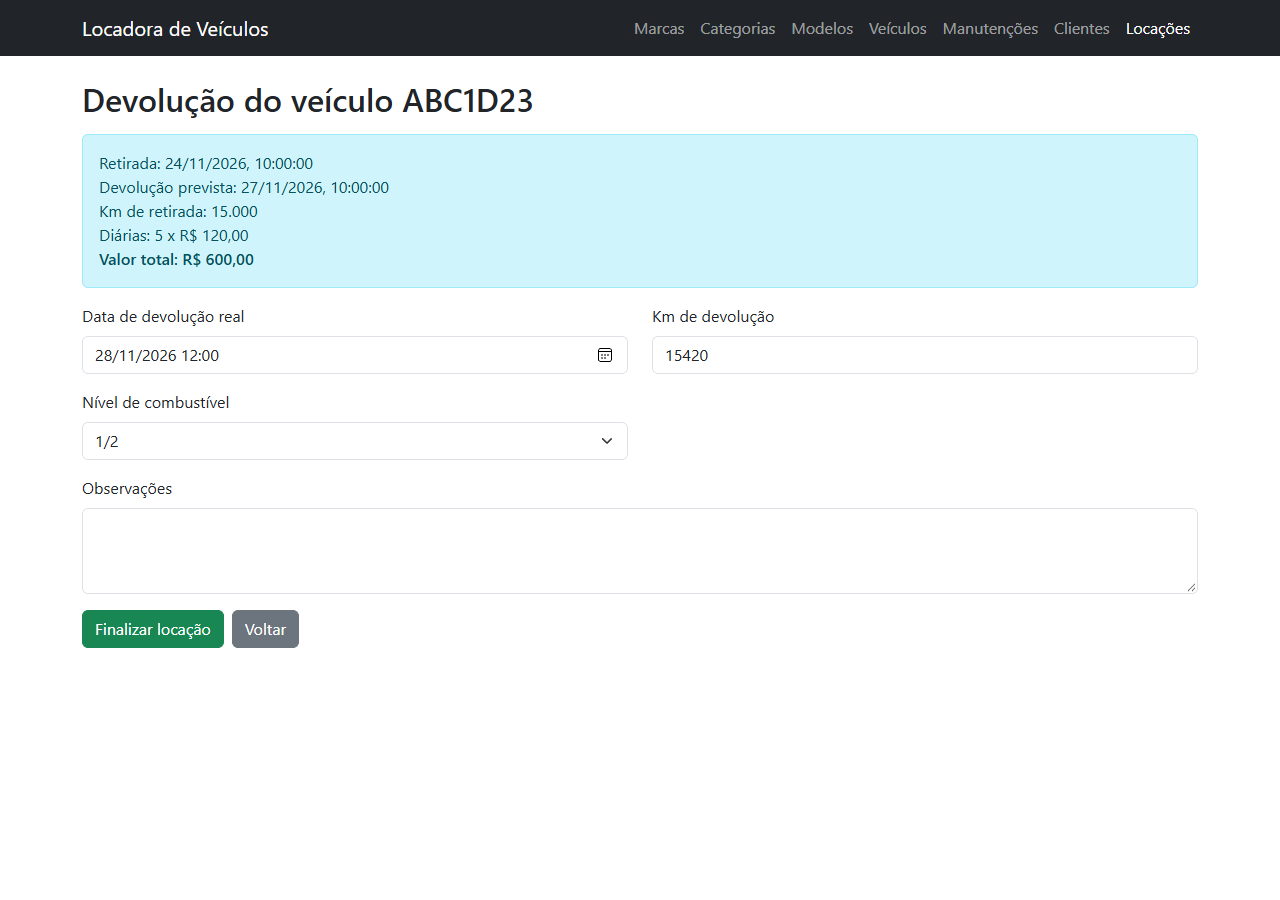 Locadora de Veículos
Marcas Categorias Modelos Veículos Manutenções Clientes Locações
Devolução do veículo ABC1D23
Retirada: 24/11/2026, 10:00:00
Devolução prevista: 27/11/2026, 10:00:00
Km de retirada: 15.000
Diárias: 5 x R$ 120,00
Valor total: R$ 600,00
Data de devolução real
Km de devolução
28/11/2026 12:00
15420
Nível de combustível
1/2
Observações
Finalizar locação
Voltar